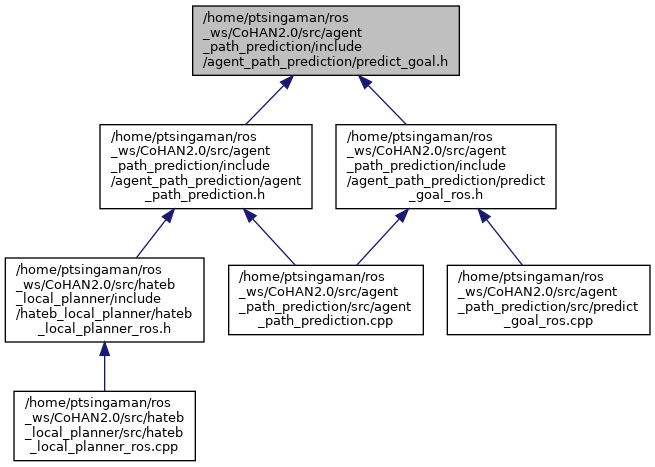 /home/ptsingaman/ros
_ws/CoHAN2.0/src/agent
_path_prediction/include
/agent_path_prediction/predict_goal.h
/home/ptsingaman/ros
_ws/CoHAN2.0/src/agent
_path_prediction/include
/agent_path_prediction/agent
_path_prediction.h
/home/ptsingaman/ros
_ws/CoHAN2.0/src/agent
_path_prediction/include
/agent_path_prediction/predict
_goal_ros.h
/home/ptsingaman/ros
_ws/CoHAN2.0/src/hateb
_local_planner/include
/hateb_local_planner/hateb
_local_planner_ros.h
/home/ptsingaman/ros
_ws/CoHAN2.0/src/agent
_path_prediction/src/agent
_path_prediction.cpp
/home/ptsingaman/ros
_ws/CoHAN2.0/src/agent
_path_prediction/src/predict
_goal_ros.cpp
/home/ptsingaman/ros
_ws/CoHAN2.0/src/hateb
_local_planner/src/hateb
_local_planner_ros.cpp